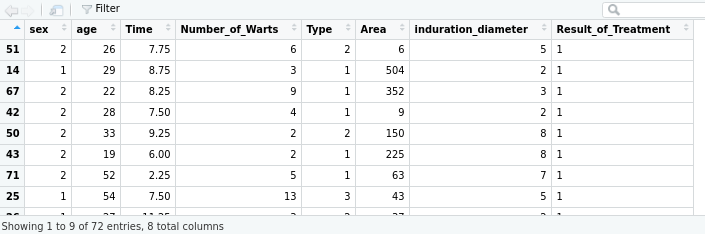 Filter
sex age Time Number_of_Warts Type Area induration_diameter Result_of_Treatment
51 2 26 7.75 6 2 6 5 1
14 1 29 8.75 3 1 504 2 1
67 2 22 8.25 9 1 352 3 1
42 2 28 7.50 4 1 9 2 1
50 2 33 9.25 2 2 150 8 1
43 2 19 6.00 2 1 225 8 1
71 2 52 2.25 5 1 63 7 1
25 1 54 7.50 13 3 43 5 1
Showing 1 to 9 of 72 entries, 8 total columns